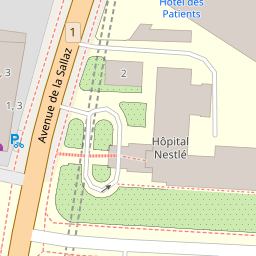 Hôtel des
Patients
1
2
1, 3
1, 3
Avenue de la Sallaz
Hôpital
Nestlé